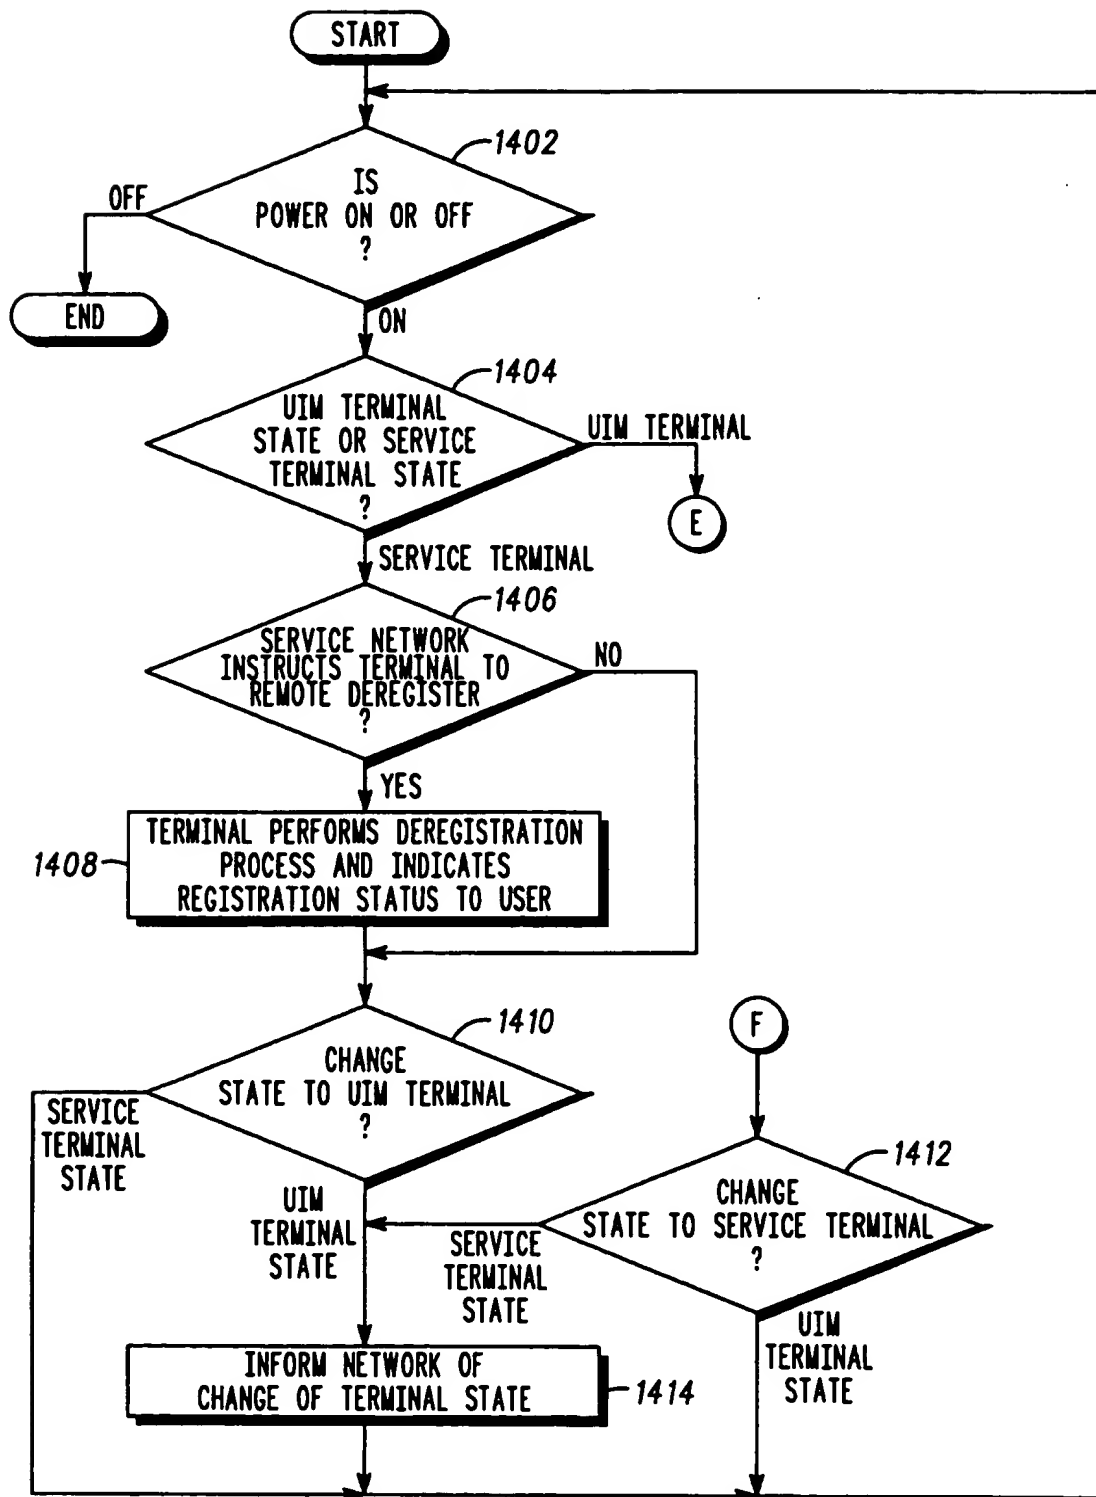 START
1402
IS
POWER ON OR OFF
?
OFF
END
ON
1404
UIM TERMINAL
STATE OR SERVICE
TERMINAL STATE
?
UIM TERMINAL
E
SERVICE TERMINAL
1406
SERVICE NETWORK
INSTRUCTS TERMINAL TO
REMOTE DEREGISTER
?
NO
YES
1408
TERMINAL PERFORMS DEREGISTRATION
PROCESS AND INDICATES
REGISTRATION STATUS TO USER
1410
CHANGE
STATE TO UIM TERMINAL
?
SERVICE
TERMINAL
STATE
UIM
TERMINAL
STATE
F
1412
CHANGE
STATE TO SERVICE TERMINAL
?
SERVICE
TERMINAL
STATE
UIM
TERMINAL
STATE
INFORM NETWORK OF
CHANGE OF TERMINAL STATE
1414